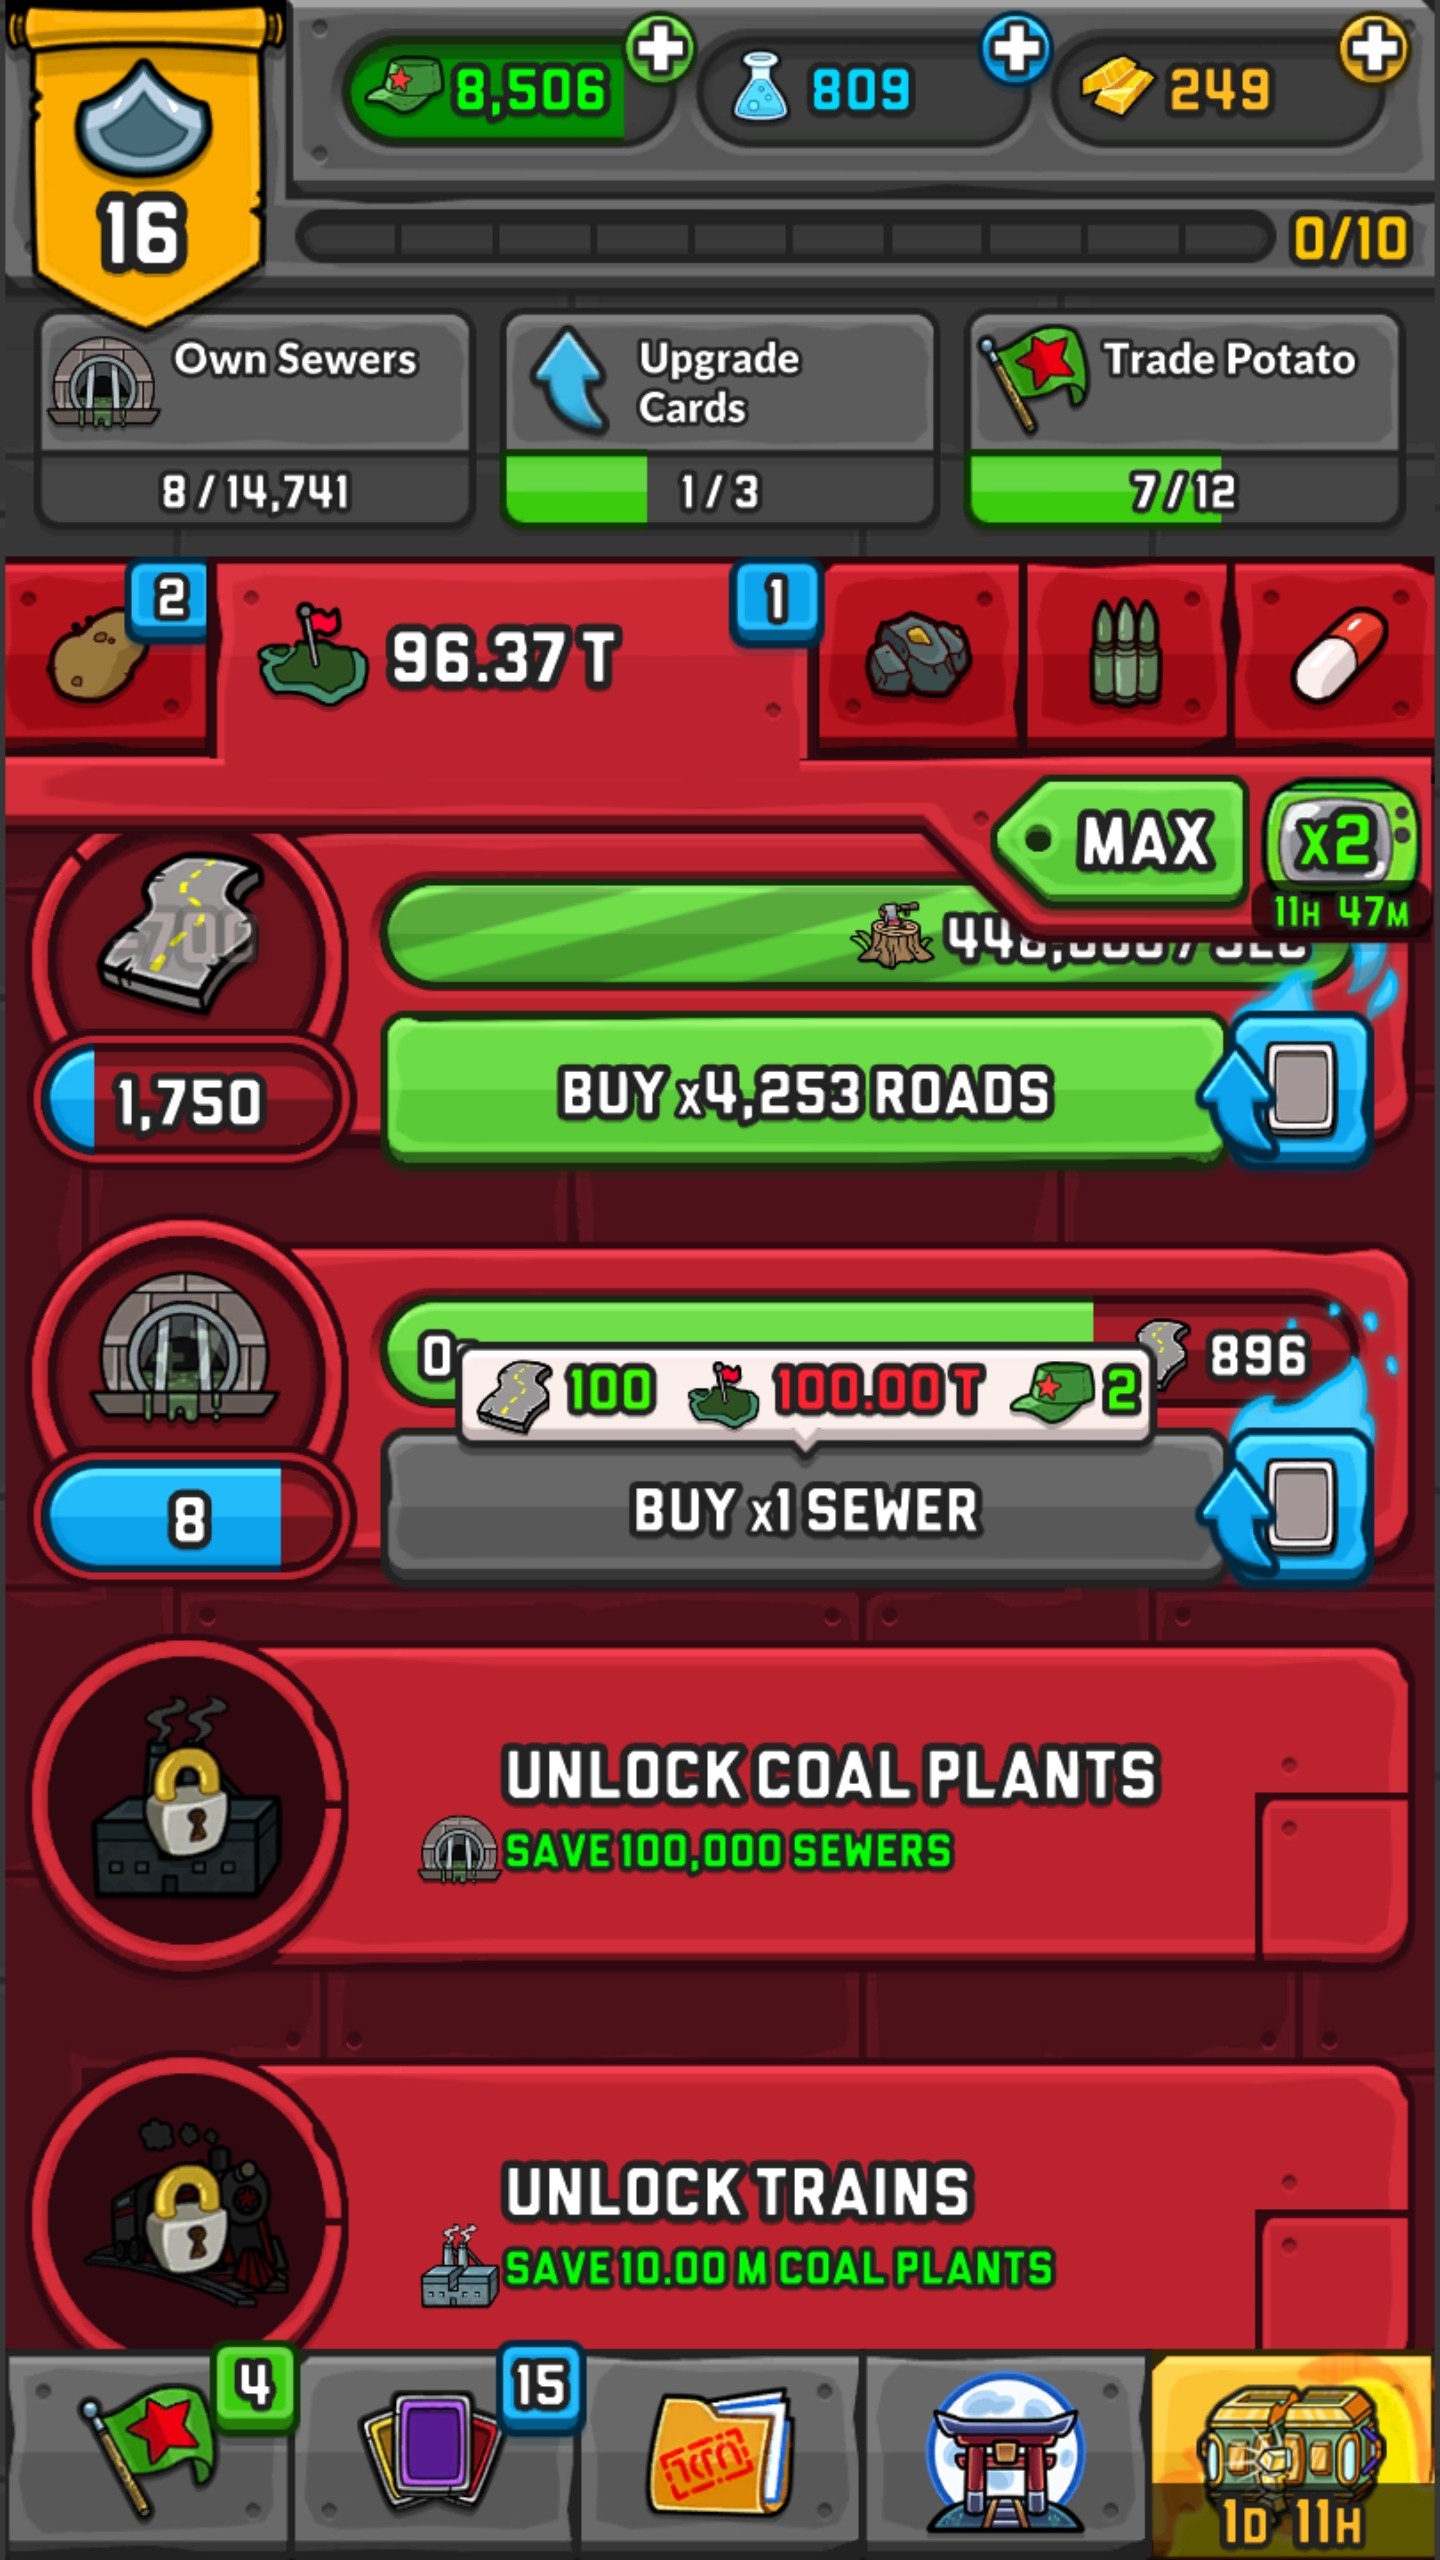 16
8,506
809
249
0/10
Own Sewers
8 / 14,741
Upgrade
Cards
1 / 3
Trade Potato
7/12
2
96.37 T
1
MAX
x2
11H 47M
1,750
BUY x4,253 ROADS
896
100
100.00 T
2
8
BUY x1 SEWER
UNLOCK COAL PLANTS
SAVE 100,000 SEWERS
UNLOCK TRAINS
SAVE 10.00 M COAL PLANTS
4
15
1D 11H